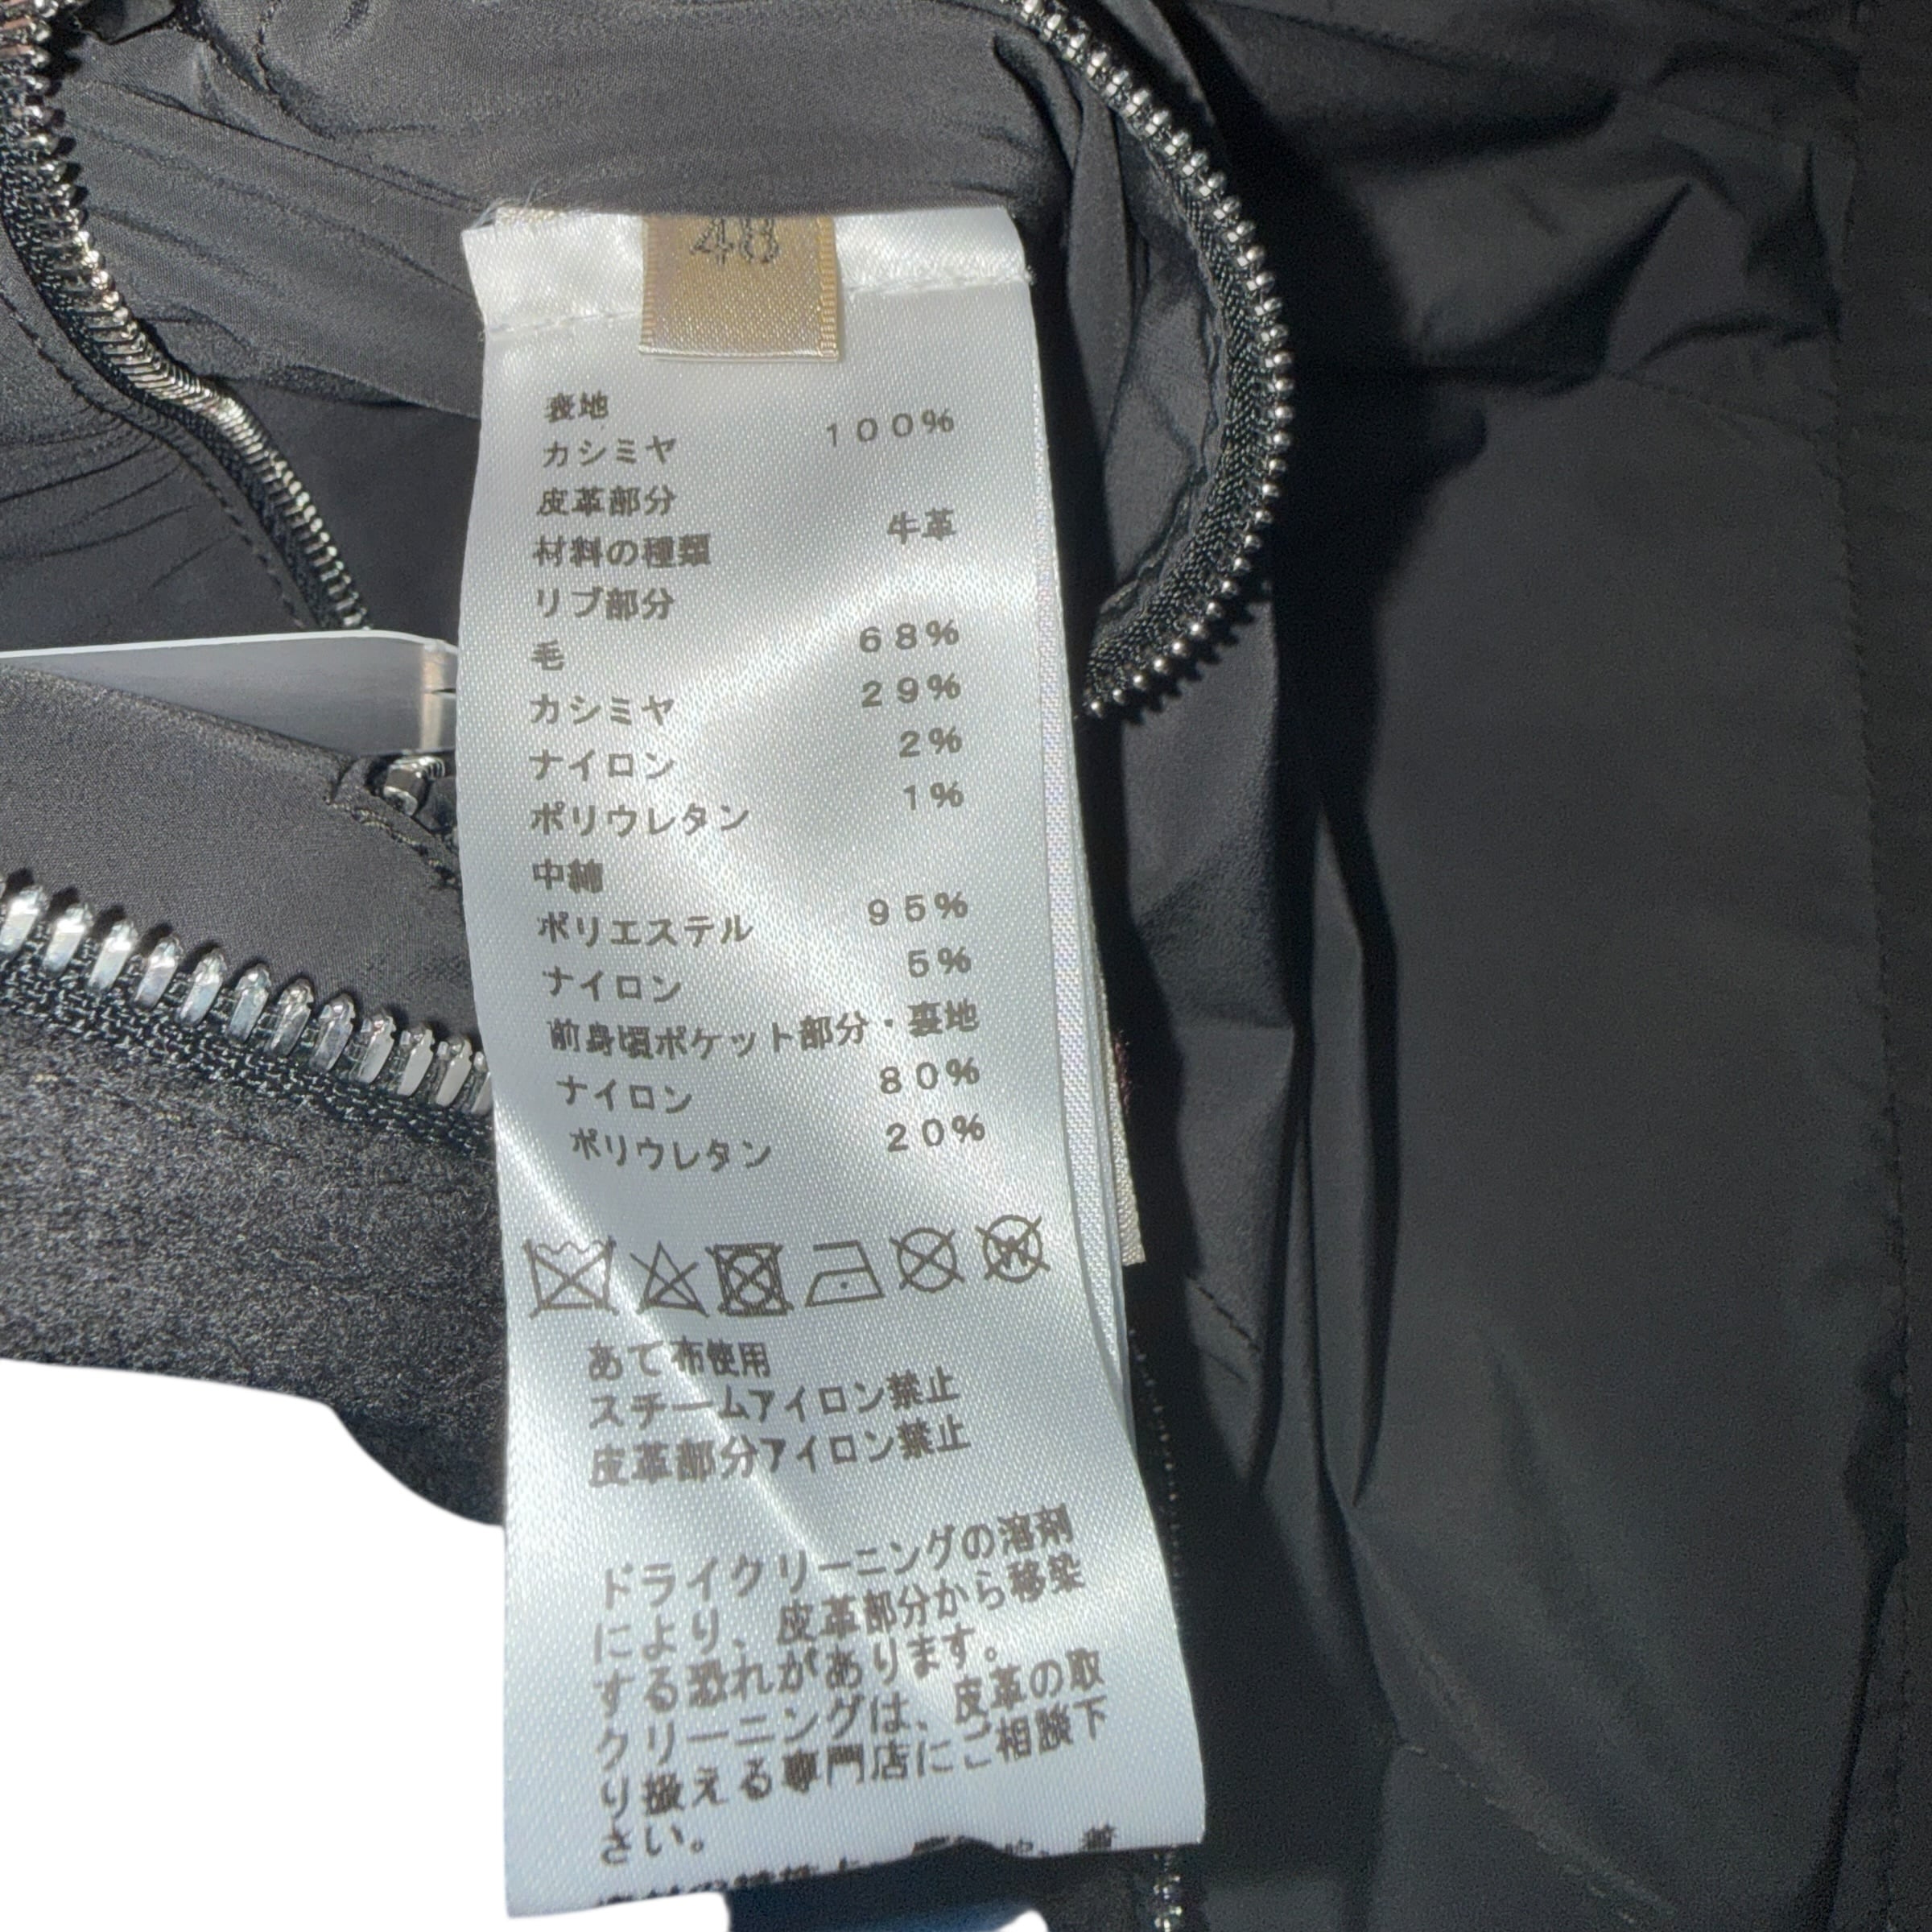 48
表地
カシミヤ 100%
皮革部分
材料の種類 牛革
リブ部分
毛 68%
カシミヤ 29%
ナイロン 2%
ポリウレタン 1%
中綿
ポリエステル 95%
ナイロン 5%
前身頃ポケット部分・裏地
ナイロン 80%
ポリウレタン 20%
W
あて布使用
スチームアイロン禁止
皮革部分アイロン禁止
ドライクリーニングの溶剤
により、皮革部分から移染
する恐れがあります。
クリーニングは、皮革の取
り扱える専門店にご相談下
さい。